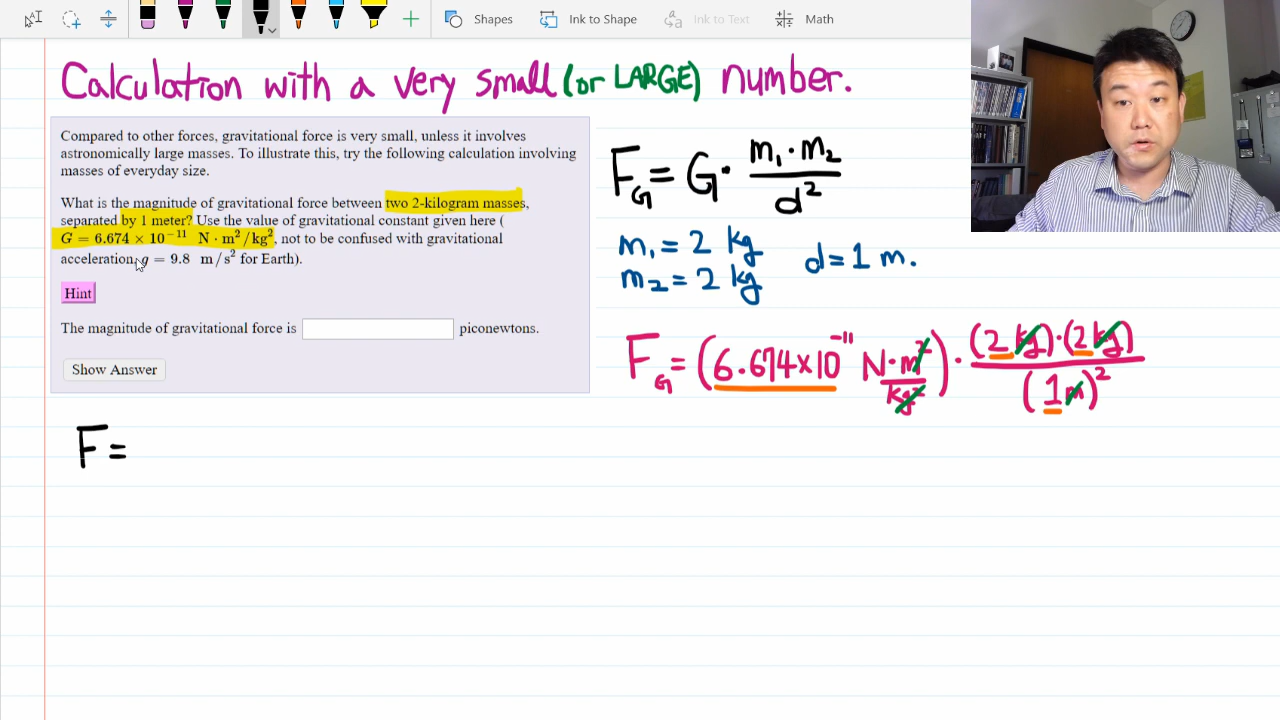 Shapes Ink to Shape Ink to Text Math
Calculation with a very small (or LARGE) number.
Compared to other forces, gravitational force is very small, unless it involves
astronomically large masses. To illustrate this, try the following calculation involving
masses of everyday size.
What is the magnitude of gravitational force between two 2-kilogram masses,
separated by 1 meter? Use the value of gravitational constant given here (
G = 6.674 × 10⁻¹¹ N · m²/kg², not to be confused with gravitational
acceleration, g = 9.8 m/s² for Earth).
Hint
The magnitude of gravitational force is piconewtons.
Show Answer
F_G = G · m₁ · m₂ / d²
m₁ = 2 kg
m₂ = 2 kg
d = 1 m.
F_G = (6.674 × 10⁻¹¹ N · m² / kg²) · (2 kg) · (2 kg) / (1 m)²
F =